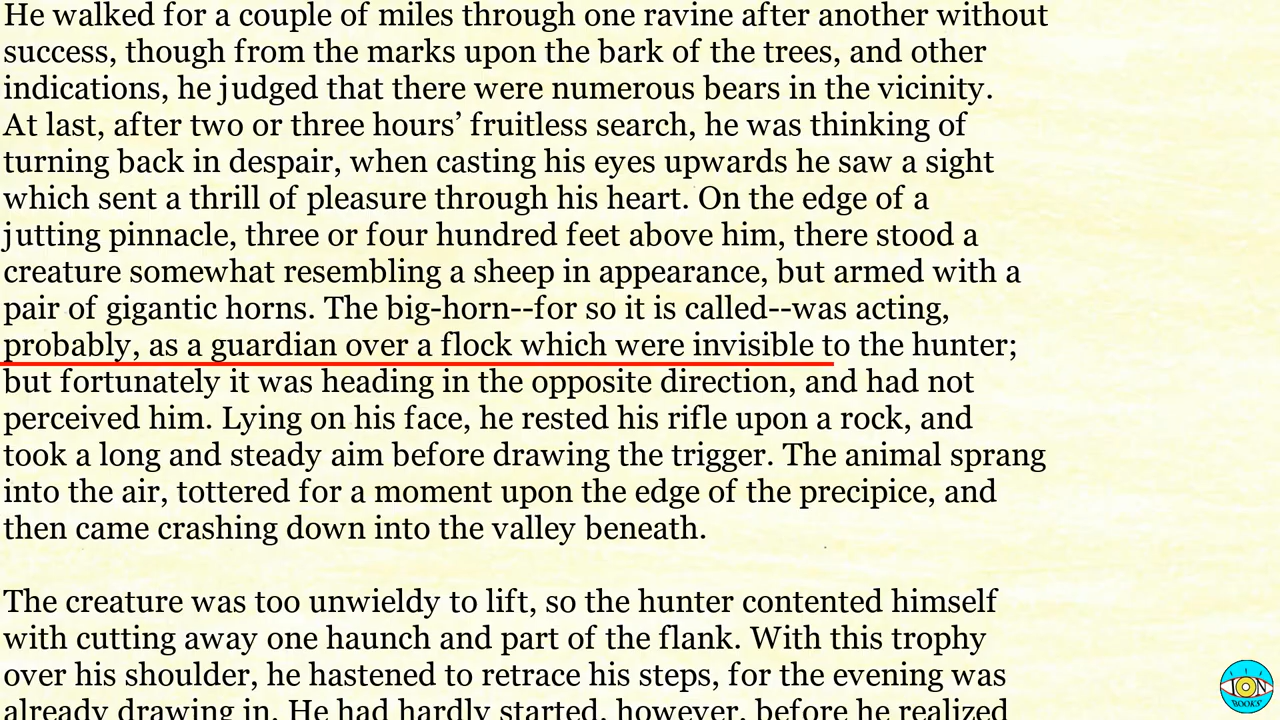 He walked for a couple of miles through one ravine after another without
success, though from the marks upon the bark of the trees, and other
indications, he judged that there were numerous bears in the vicinity.
At last, after two or three hours’ fruitless search, he was thinking of
turning back in despair, when casting his eyes upwards he saw a sight
which sent a thrill of pleasure through his heart. On the edge of a
jutting pinnacle, three or four hundred feet above him, there stood a
creature somewhat resembling a sheep in appearance, but armed with a
pair of gigantic horns. The big-horn--for so it is called--was acting,
probably, as a guardian over a flock which were invisible to the hunter;
but fortunately it was heading in the opposite direction, and had not
perceived him. Lying on his face, he rested his rifle upon a rock, and
took a long and steady aim before drawing the trigger. The animal sprang
into the air, tottered for a moment upon the edge of the precipice, and
then came crashing down into the valley beneath.
The creature was too unwieldy to lift, so the hunter contented himself
with cutting away one haunch and part of the flank. With this trophy
over his shoulder, he hastened to retrace his steps, for the evening was
already drawing in. He had hardly started, however, before he realized
ION
BOOKS